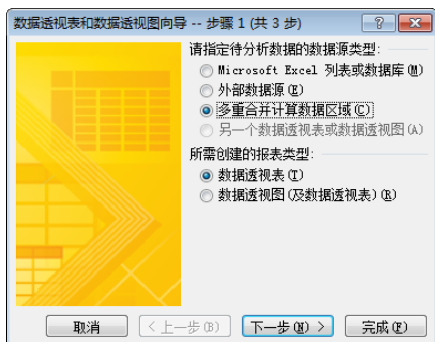 数据透视表和数据透视图向导 -- 步骤 1 (共 3 步)
请指定待分析数据的数据源类型:
Microsoft Excel 列表或数据库(M)
外部数据源(E)
多重合并计算数据区域(C)
另一个数据透视表或数据透视图(A)
所需创建的报表类型:
数据透视表(T)
数据透视图(及数据透视表)(R)
取消 < 上一步(B) 下一步(N) > 完成(F)